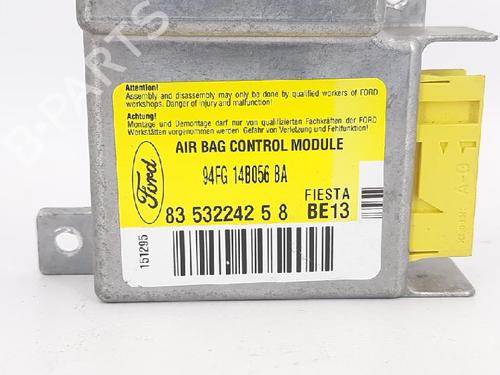 Attention!
Assembly and disassembly may only be done by qualified workers of FORD
workshops. Danger of injury and malfunction!
Achtung!
Montage und Demontage darf nur von qualifizierten Fachkräften der FORD
Werkstätten vorgenommen werden. Gefahr von Verletzung und Fehlfunktion!
AIR BAG CONTROL MODULE
Ford
94FG 14B056 BA
FIESTA
83 532242 5 8
BE13
151295
A-0 1
PARTS